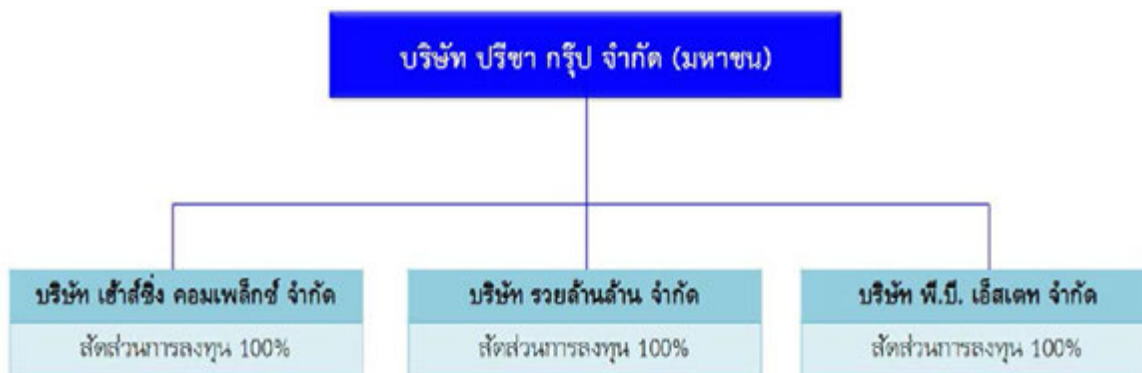 บริษัท ปรีชา กรุ๊ป จำกัด (มหาชน)
บริษัท เฮ้าส์ซิ่ง คอมเพล็กซ์ จำกัด
สัดส่วนการลงทุน 100%
บริษัท รวยล้านล้าน จำกัด
สัดส่วนการลงทุน 100%
บริษัท พี.บี. เอ็สเตท จำกัด
สัดส่วนการลงทุน 100%